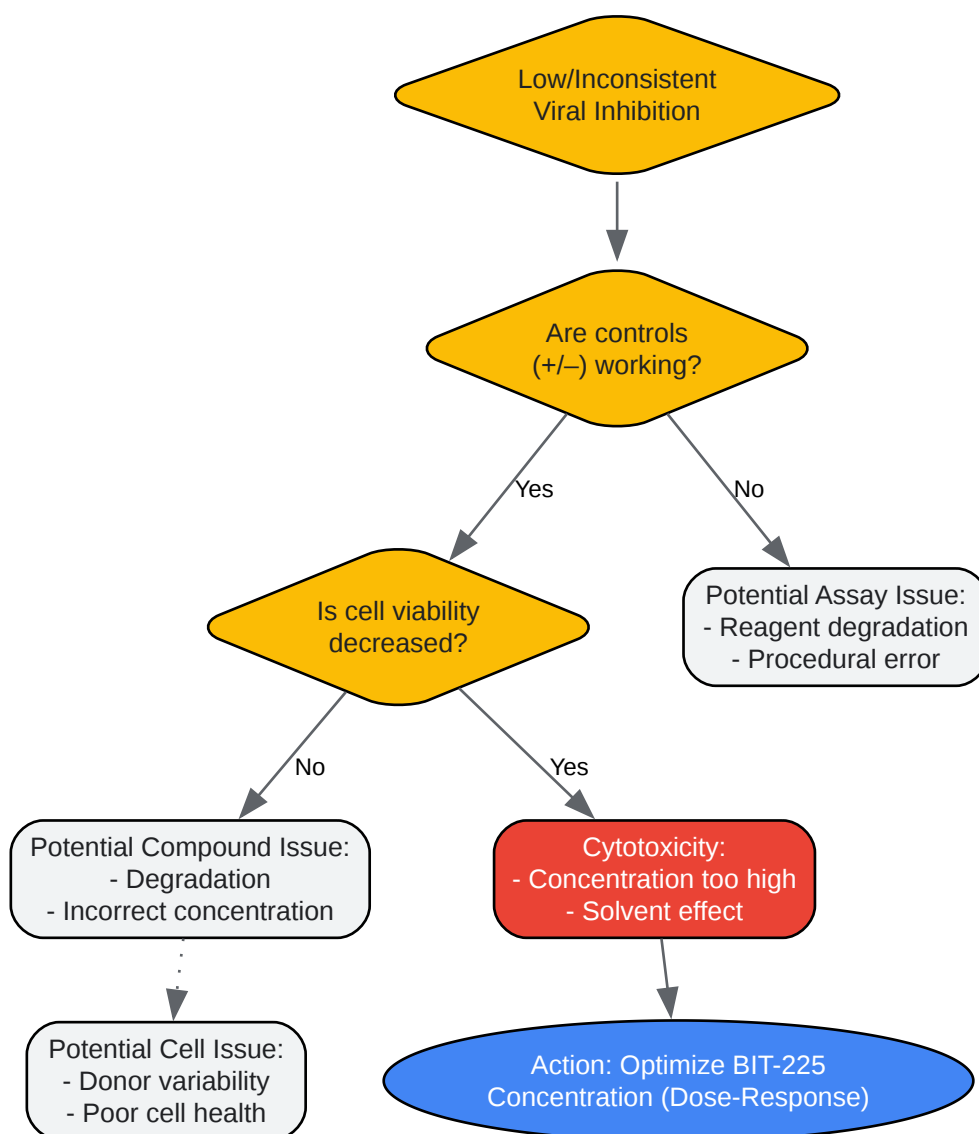 Low/Inconsistent
Viral Inhibition
Are controls
(+/–) working?
Yes
No
Is cell viability
decreased?
Potential Assay Issue:
- Reagent degradation
- Procedural error
No
Yes
Potential Compound Issue:
- Degradation
- Incorrect concentration
Cytotoxicity:
- Concentration too high
- Solvent effect
Potential Cell Issue:
- Donor variability
- Poor cell health
Action: Optimize BIT-225
Concentration (Dose-Response)